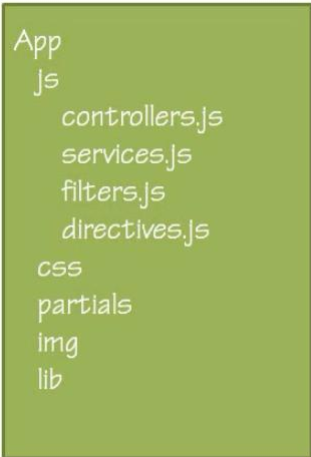 App
js
controllers.js
services.js
filters.js
directives.js
css
partials
img
lib